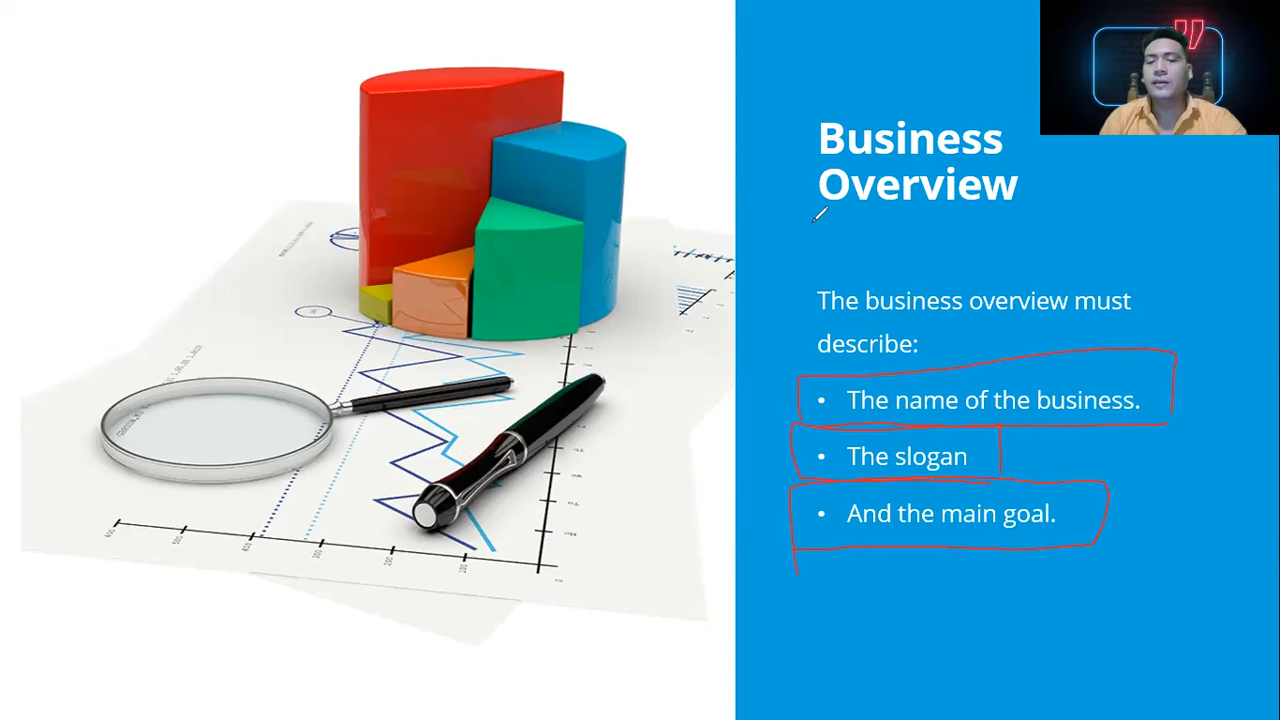 Business
Overview
The business overview must
describe:
• The name of the business.
• The slogan
• And the main goal.